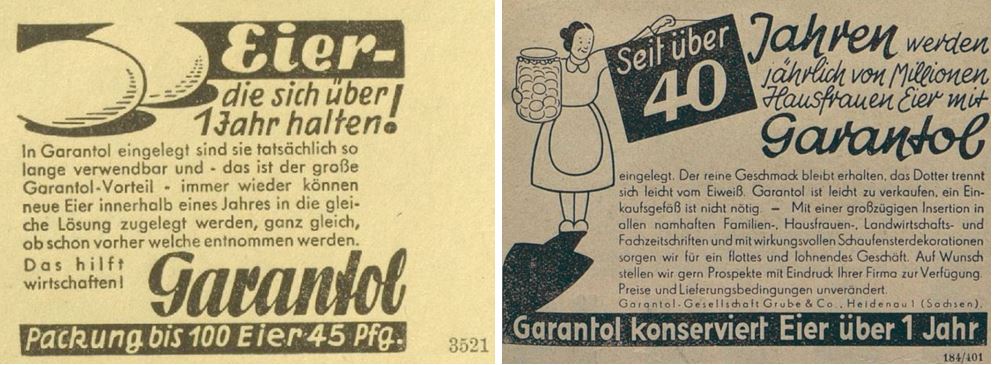 Eier-
die sich über
1 Jahr halten!
In Garantol eingelegt sind sie tatsächlich so
lange verwendbar und - das ist der große
Garantol-Vorteil - immer wieder können
neue Eier innerhalb eines Jahres in die glei-
che Lösung zugelegt werden, ganz gleich,
ob schon vorher welche entnommen werden.
Das hilft
wirtschaften!
Garantol
Packung bis 100 Eier 45 Pfg.
3521
Seit über
40
Jahren werden
jährlich von Millionen
Hausfrauen Eier mit
Garantol
eingelegt. Der reine Geschmack bleibt erhalten, das Dotter trennt
sich leicht vom Eiweiß. Garantol ist leicht zu verkaufen, ein Ein-
kaufsgefäß ist nicht nötig. — Mit einer großzügigen Insertion in
allen namhaften Familien-, Hausfrauen-, Landwirtschafts- und
Fachzeitschriften und mit wirkungsvollen Schaufensterdekorationen
sorgen wir für ein flottes und lohnendes Geschäft. Auf Wunsch
stellen wir gern Prospekte mit Eindruck Ihrer Firma zur Verfügung.
Preise und Lieferungsbedingungen unverändert.
Garantol-Gesellschaft Grube & Co., Heidenau 1 (Sachsen).
Garantol konserviert Eier über 1 Jahr
184/401